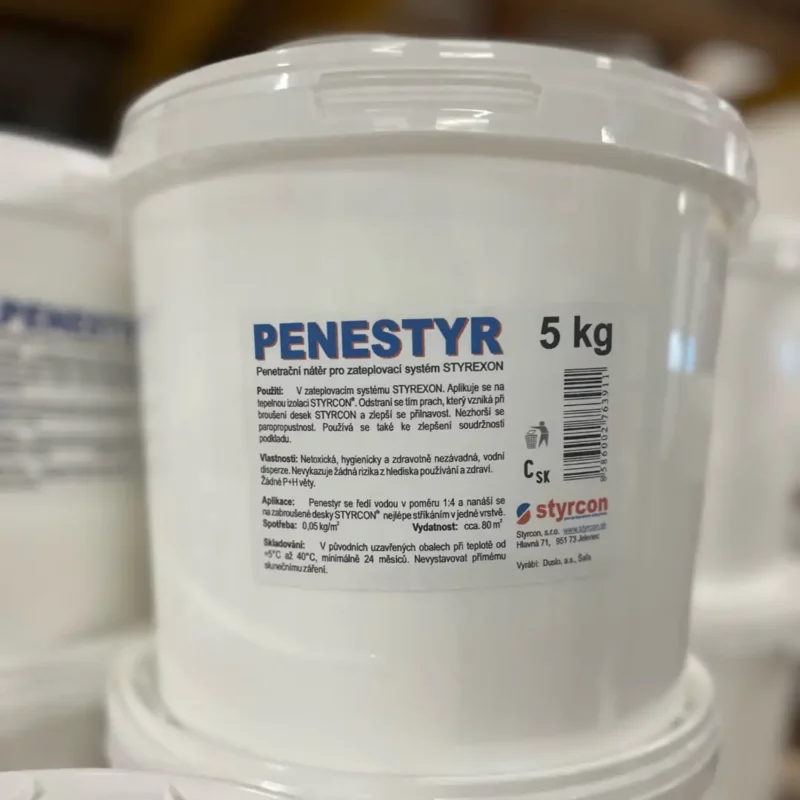 PENESTYR 5 kg
Penetrační nátěr pro zateplovací systém STYREXON
Použití: V zateplovacím systému STYREXON. Aplikuje se na
tepelnou izolaci STYRCON®. Odstraní se tím prach, který vzniká při
broušení desek STYRCON a zlepší se přilnavost. Nezhorší se
paropropustnost. Používá se také ke zlepšení soudržnosti
podkladu.
Vlastnosti: Netoxická, hygienicky a zdravotně nezávadná, vodní
disperze. Nevykazuje žádná rizika z hlediska používání a zdraví.
Žádné P+H věty.
Aplikace: Penestyr se ředí vodou v poměru 1:4 a nanáší se
na zabroušené desky STYRCON® nejlépe stříkáním v jedné vrstvě.
Spotřeba: 0,05 kg/m² Vydatnost: cca. 80 m²
Skladování: V původních uzavřených obalech při teplotě od
+5°C až 40°C, minimálně 24 měsíců. Nevystavovat přímému
slunečnímu záření.
8586002763911
CSK
styrcon
Styrcon, s.r.o. www.styrcon.sk
Hlavná 71, 951 73 Jelenec
Vyrábí: Duslo, a.s., Šaľa
PENESTYR